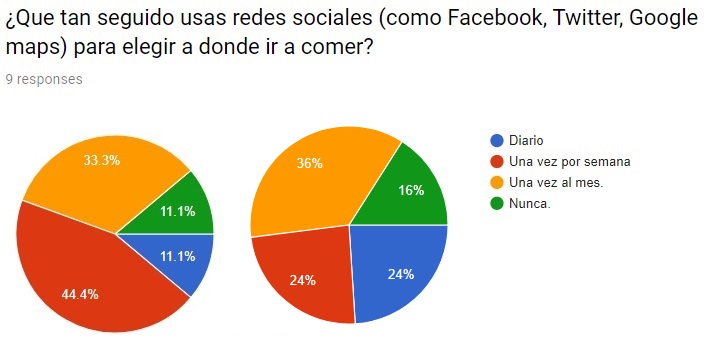 ¿Que tan seguido usas redes sociales (como Facebook, Twitter, Google
maps) para elegir a donde ir a comer?
9 responses
33.3%
11.1%
11.1%
44.4%
36%
16%
24%
24%
Diario
Una vez por semana
Una vez al mes.
Nunca.